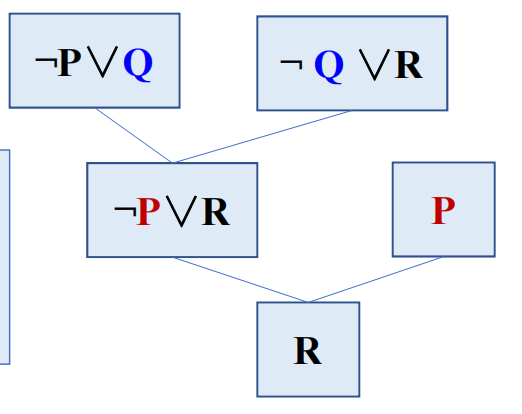 ¬P ∨ Q
¬ Q ∨ R
¬P ∨ R
P
R